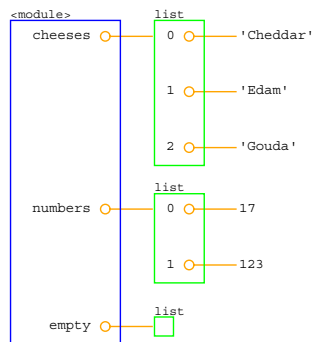 <module> list
cheeses 0 'Cheddar'
1 'Edam'
2 'Gouda'
list
numbers 0 17
1 123
list
empty